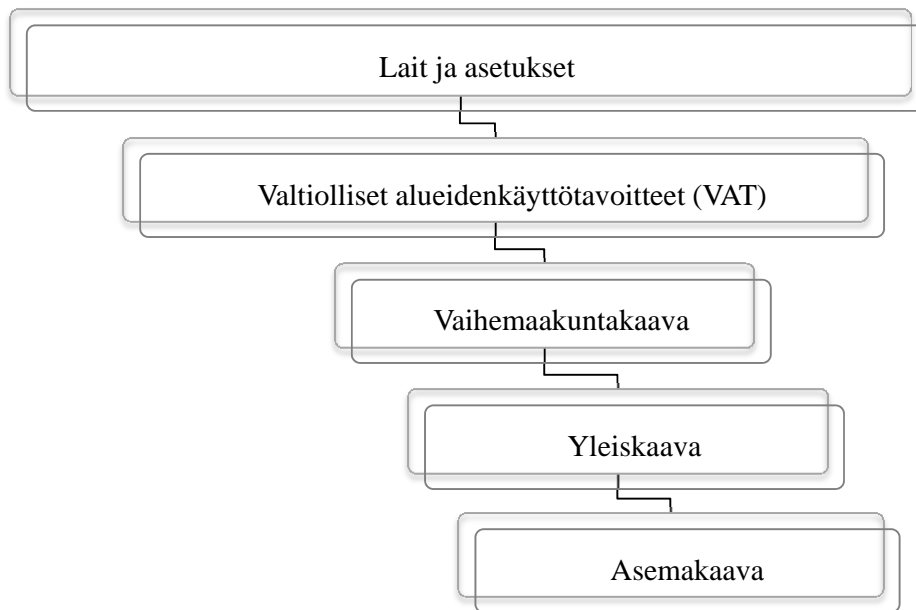 Lait ja asetukset
Valtiolliset alueidenkäyttötavoitteet (VAT)
Vaihemaakuntakaava
Yleiskaava
Asemakaava